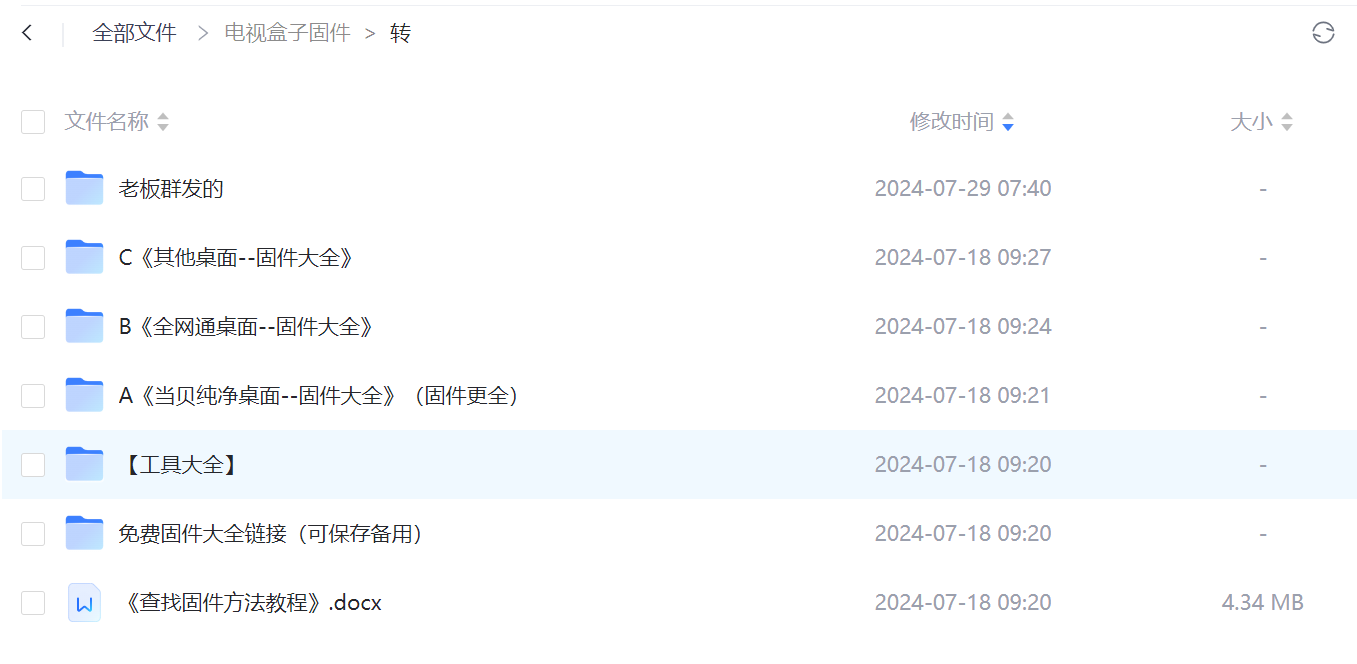 全部文件 > 电视盒子固件 > 转
文件名称 修改时间 大小
老板群发的 2024-07-29 07:40 -
C《其他桌面--固件大全》 2024-07-18 09:27 -
B《全网通桌面--固件大全》 2024-07-18 09:24 -
A《当贝纯净桌面--固件大全》（固件更全） 2024-07-18 09:21 -
【工具大全】 2024-07-18 09:20 -
免费固件大全链接（可保存备用） 2024-07-18 09:20 -
《查找固件方法教程》.docx 2024-07-18 09:20 4.34 MB